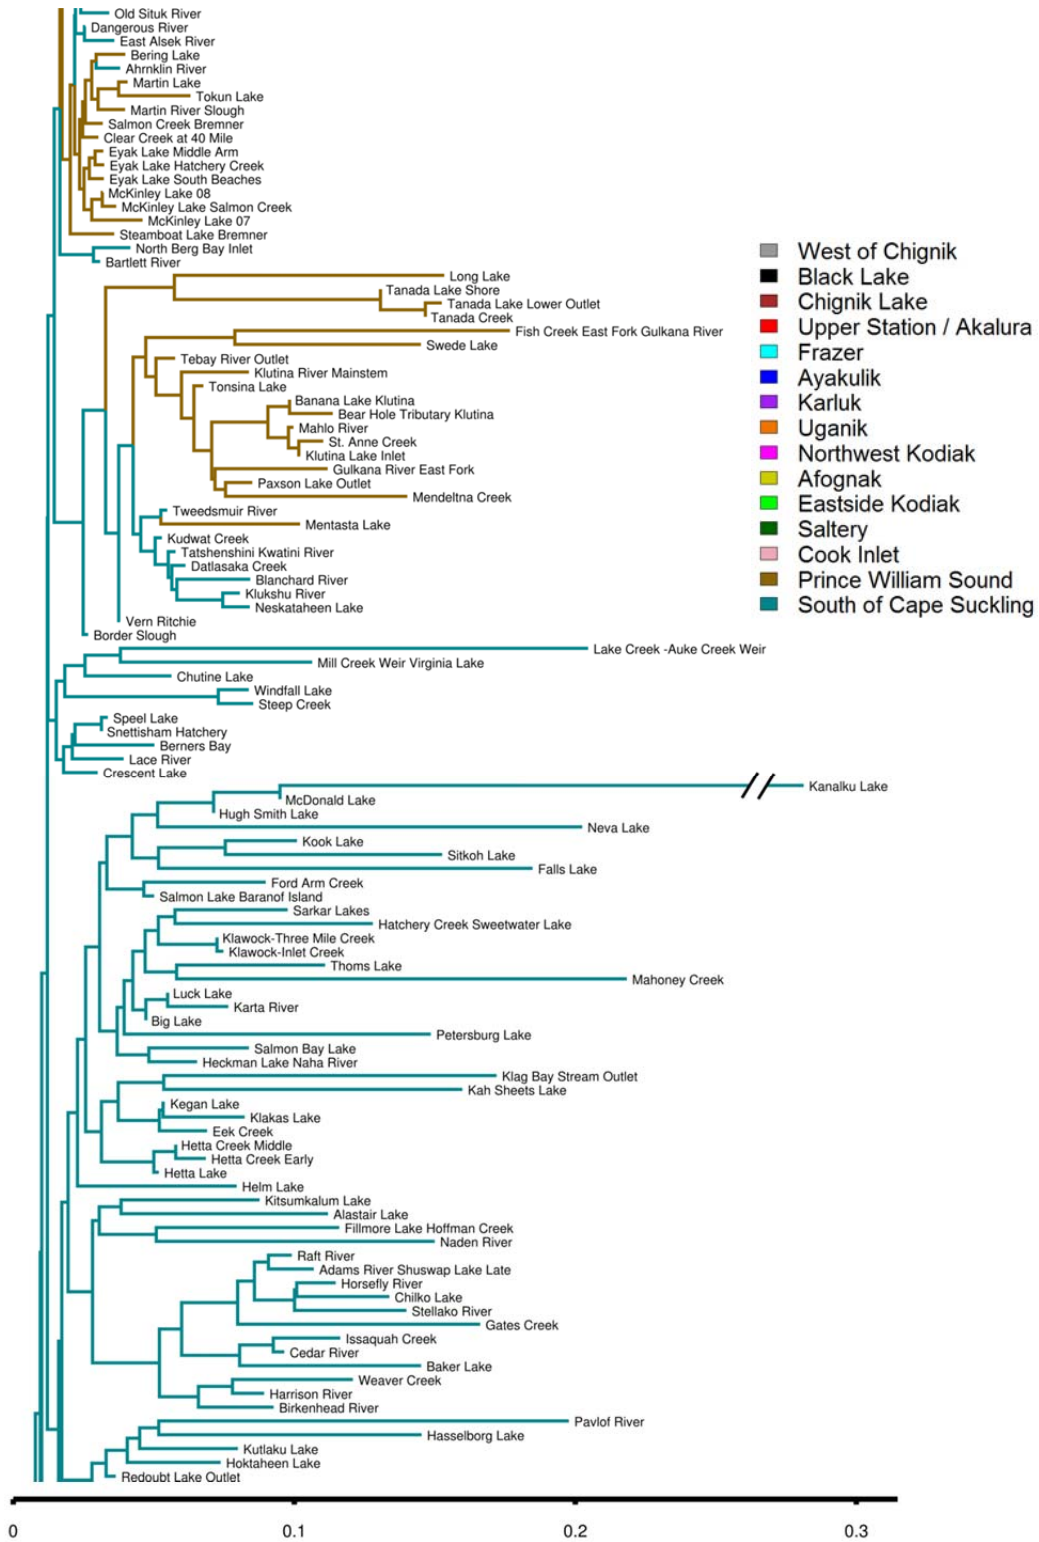 Old Situk River
Dangerous River
East Alsek River
Bering Lake
Ahrnklin River
Martin Lake
Tokun Lake
Martin River Slough
Salmon Creek Bremner
Clear Creek at 40 Mile
Eyak Lake Middle Arm
Eyak Lake Hatchery Creek
Eyak Lake South Beaches
McKinley Lake 08
McKinley Lake Salmon Creek
McKinley Lake 07
Steamboat Lake Bremner
North Berg Bay Inlet
Bartlett River
Long Lake
Tanada Lake Shore
Tanada Lake Lower Outlet
Tanada Creek
Fish Creek East Fork Gulkana River
Swede Lake
Tebay River Outlet
Klutina River Mainstem
Tonsina Lake
Banana Lake Klutina
Bear Hole Tributary Klutina
Mahlo River
St. Anne Creek
Klutina Lake Inlet
Gulkana River East Fork
Paxson Lake Outlet
Mendeltna Creek
Tweedsmuir River
Mentasta Lake
Kudwat Creek
Tatshenshini Kwatini River
Datlasaka Creek
Blanchard River
Klukshu River
Neskataheen Lake
Vern Ritchie
Border Slough
Lake Creek -Auke Creek Weir
Mill Creek Weir Virginia Lake
Chutine Lake
Windfall Lake
Steep Creek
Speel Lake
Snettisham Hatchery
Berners Bay
Lace River
Crescent Lake
Kanalku Lake
McDonald Lake
Hugh Smith Lake
Neva Lake
Kook Lake
Sitkoh Lake
Falls Lake
Ford Arm Creek
Salmon Lake Baranof Island
Sarkar Lakes
Hatchery Creek Sweetwater Lake
Klawock-Three Mile Creek
Klawock-Inlet Creek
Thoms Lake
Mahoney Creek
Luck Lake
Karta River
Big Lake
Petersburg Lake
Salmon Bay Lake
Heckman Lake Naha River
Klag Bay Stream Outlet
Kah Sheets Lake
Kegan Lake
Klakas Lake
Eek Creek
Hetta Creek Middle
Hetta Creek Early
Hetta Lake
Helm Lake
Kitsumkalum Lake
Alastair Lake
Fillmore Lake Hoffman Creek
Naden River
Raft River
Adams River Shuswap Lake Late
Horsefly River
Chilko Lake
Stellako River
Gates Creek
Issaquah Creek
Cedar River
Baker Lake
Weaver Creek
Harrison River
Birkenhead River
Pavlof River
Hasselborg Lake
Kutlaku Lake
Hoktaheen Lake
Redoubt Lake Outlet
West of Chignik
Black Lake
Chignik Lake
Upper Station / Akalura
Frazer
Ayakulik
Karluk
Uganik
Northwest Kodiak
Afognak
Eastside Kodiak
Saltery
Cook Inlet
Prince William Sound
South of Cape Suckling
0 0.1 0.2 0.3